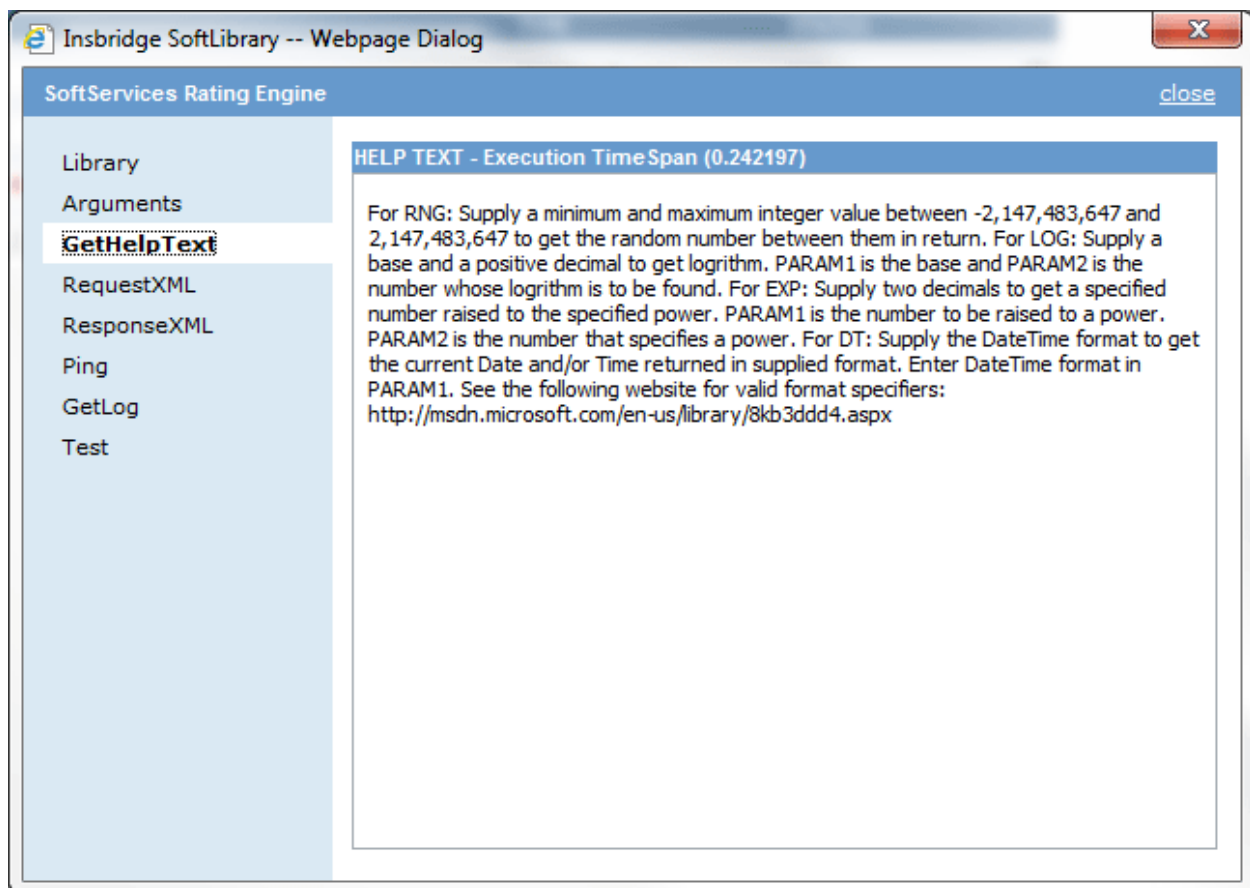 Insbridge SoftLibrary -- Webpage Dialog
SoftServices Rating Engine
close
Library
Arguments
GetHelpText
RequestXML
ResponseXML
Ping
GetLog
Test
HELP TEXT - Execution TimeSpan (0.242197)
For RNG: Supply a minimum and maximum integer value between -2,147,483,647 and
2,147,483,647 to get the random number between them in return. For LOG: Supply a
base and a positive decimal to get logrithm. PARAM1 is the base and PARAM2 is the
number whose logrithm is to be found. For EXP: Supply two decimals to get a specified
number raised to the specified power. PARAM1 is the number to be raised to a power.
PARAM2 is the number that specifies a power. For DT: Supply the DateTime format to get
the current Date and/or Time returned in supplied format. Enter DateTime format in
PARAM1. See the following website for valid format specifiers:
http://msdn.microsoft.com/en-us/library/8kb3ddd4.aspx